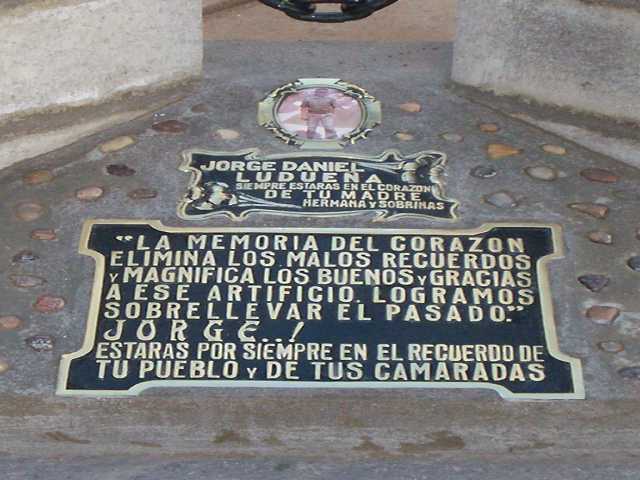 JORGE DANIEL
LUDUEÑA
SIEMPRE ESTARAS EN EL CORAZON
DE TU MADRE
HERMANA Y SOBRINAS
"LA MEMORIA DEL CORAZON
ELIMINA LOS MALOS RECUERDOS
Y MAGNIFICA LOS BUENOS Y GRACIAS
A ESE ARTIFICIO, LOGRAMOS
SOBRELLEVAR EL PASADO."
JORGE...!
ESTARAS POR SIEMPRE EN EL RECUERDO DE
TU PUEBLO Y DE TUS CAMARADAS